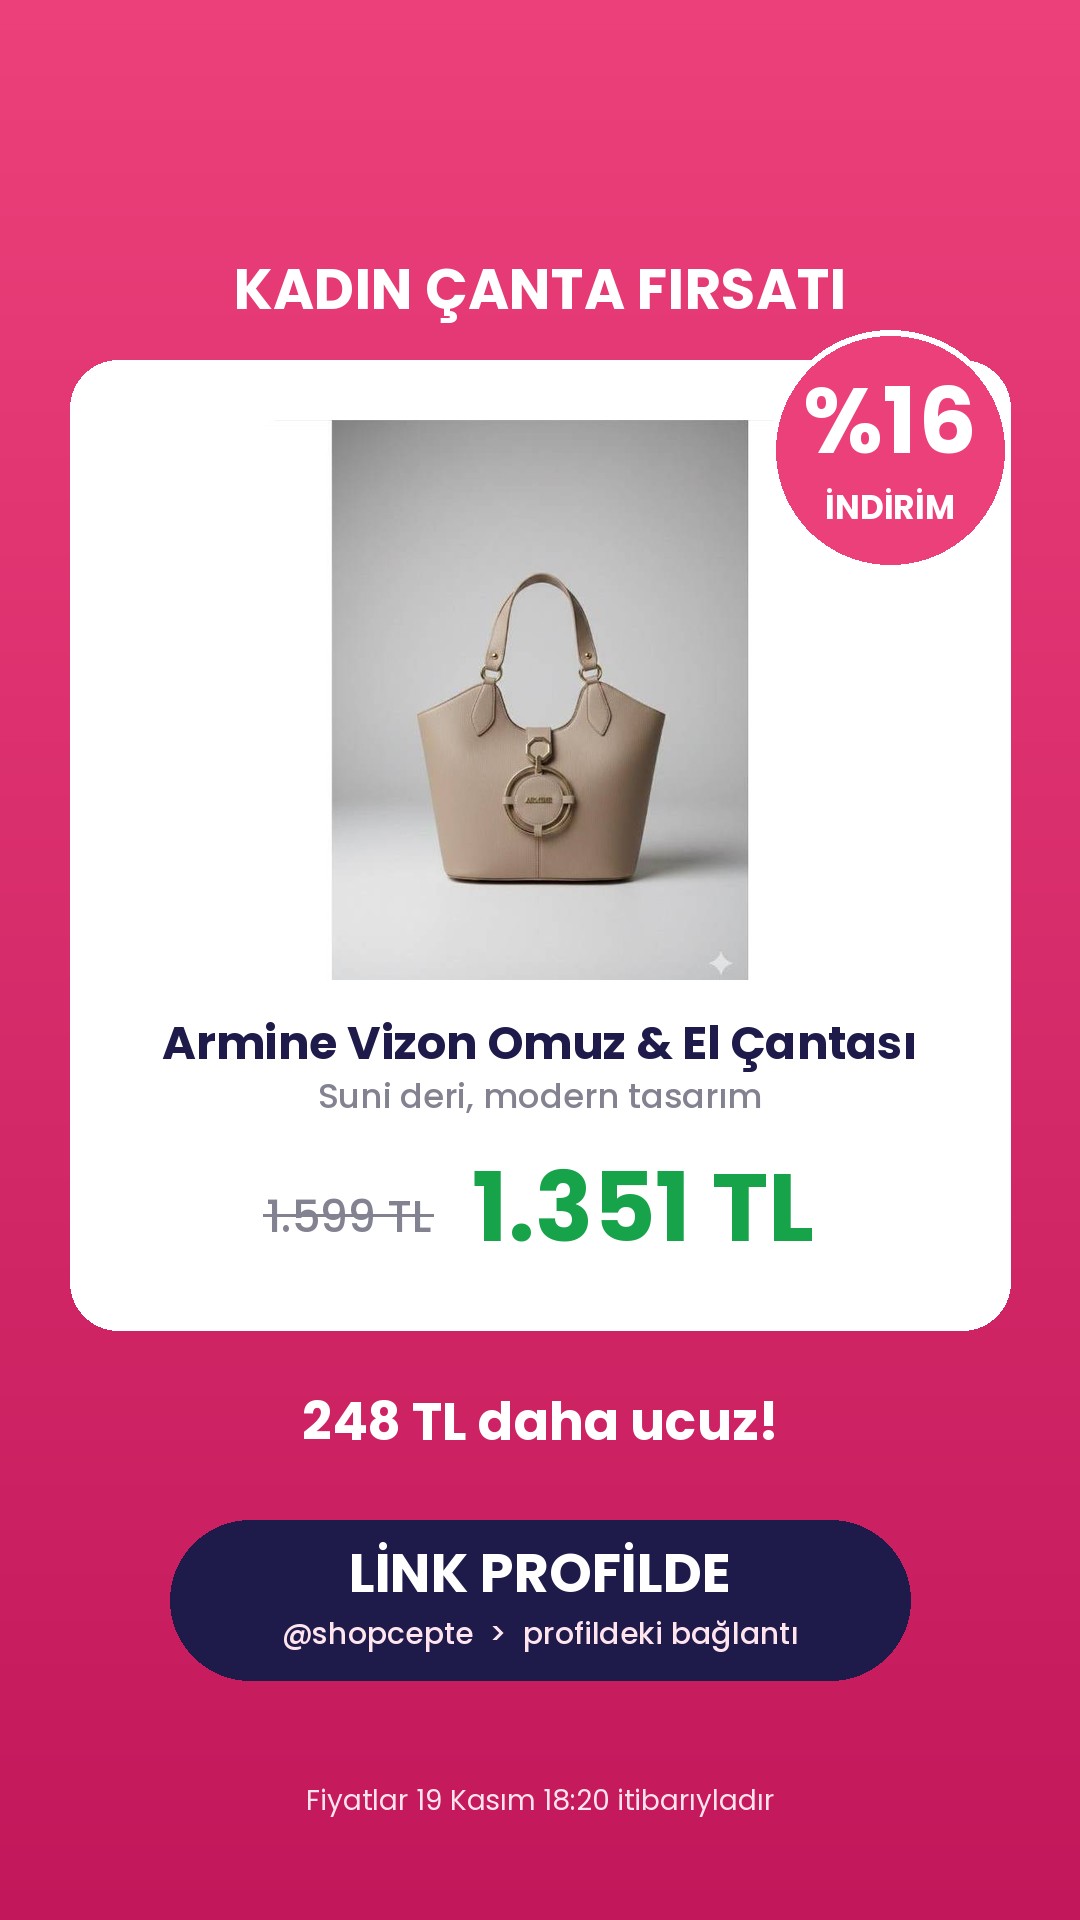 KADIN ÇANTA FIRSATI
%16
İNDİRİM
ARMINE
Armine Vizon Omuz & El Çantası
Suni deri, modern tasarım
1.599 TL 1.351 TL
248 TL daha ucuz!
LİNK PROFİLDE
@shopcepte > profildeki bağlantı
Fiyatlar 19 Kasım 18:20 itibarıyladır